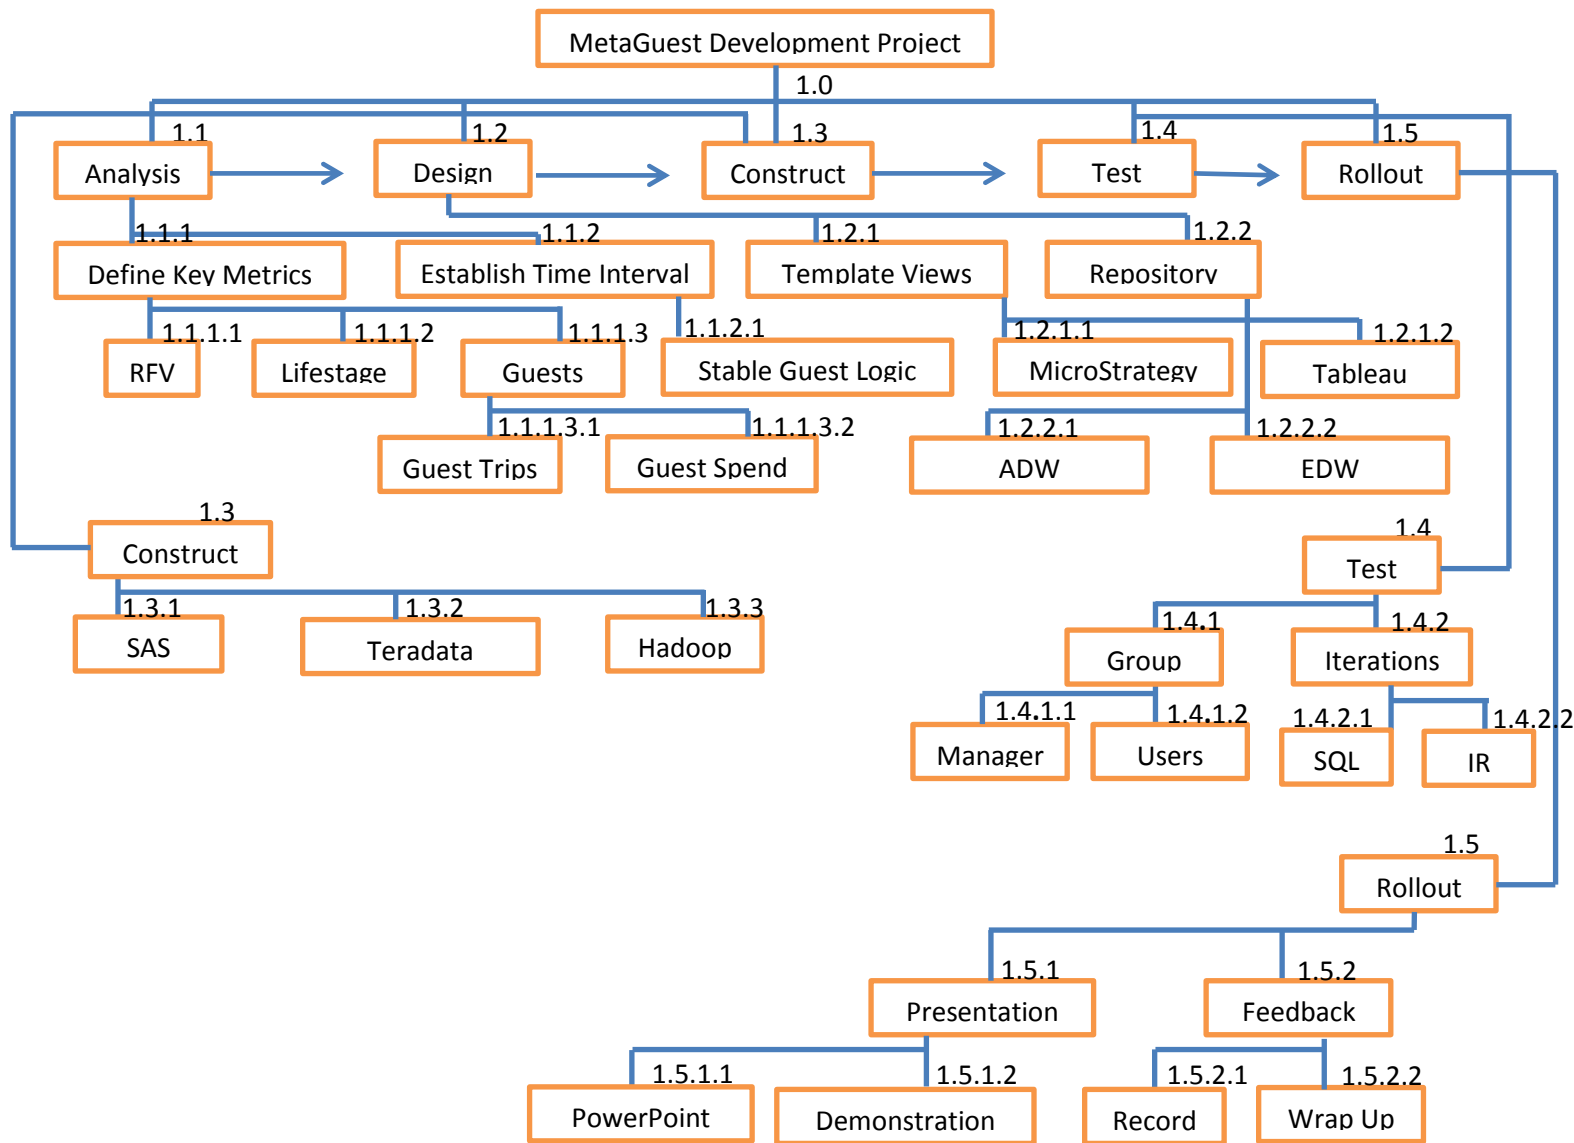 MetaGuest Development Project
1.0
1.1
1.2
1.3
1.4
1.5
Analysis
Design
Construct
Test
Rollout
1.1.1
1.1.2
1.2.1
1.2.2
Define Key Metrics
Establish Time Interval
Template Views
Repository
1.1.1.1
1.1.1.2
1.1.1.3
1.1.2.1
1.2.1.1
1.2.1.2
RFV
Lifestage
Guests
Stable Guest Logic
MicroStrategy
Tableau
1.1.1.3.1
1.1.1.3.2
1.2.2.1
1.2.2.2
Guest Trips
Guest Spend
ADW
EDW
1.3
Construct
1.3.1
1.3.2
1.3.3
SAS
Teradata
Hadoop
1.4
Test
1.4.1
1.4.2
Group
Iterations
1.4.1.1
1.4.1.2
1.4.2.1
1.4.2.2
Manager
Users
SQL
IR
1.5
Rollout
1.5.1
1.5.2
Presentation
Feedback
1.5.1.1
1.5.1.2
1.5.2.1
1.5.2.2
PowerPoint
Demonstration
Record
Wrap Up